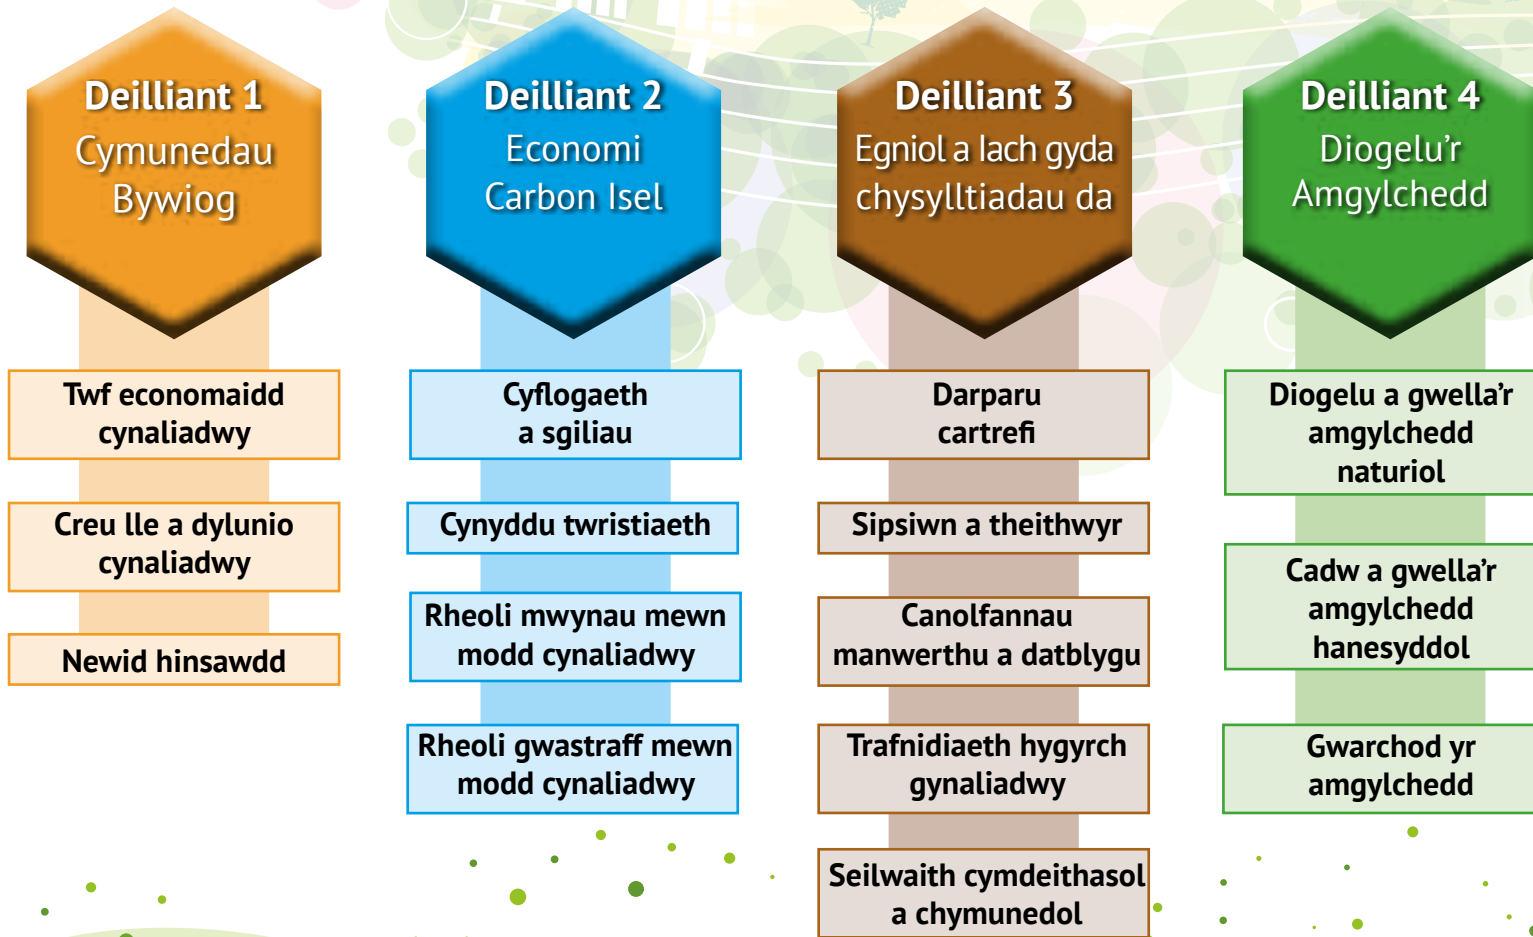 Deilliant 1
Cymunedau
Bywiog
Twf economaidd
cynaliadwy
Creu lle a dylunio
cynaliadwy
Newid hinsawdd
Deilliant 2
Economi
Carbon Isel
Cyflogaeth
a sgiliau
Cynyddu twristiaeth
Rheoli mwynau mewn
modd cynaliadwy
Rheoli gwastraff mewn
modd cynaliadwy
Deilliant 3
Egniol a Iach gyda
chysylltiadau da
Darparu
cartrefi
Sipsiwn a theithwyr
Canolfannau
manwerthu a datblygu
Trafnidiaeth hygyrch
gynaliadwy
Seilwaith cymdeithasol
a chymunedol
Deilliant 4
Diogelu’r
Amgylchedd
Diogelu a gwella’r
amgylchedd
naturiol
Cadw a gwella’r
amgylchedd
hanesyddol
Gwarchod yr
amgylchedd